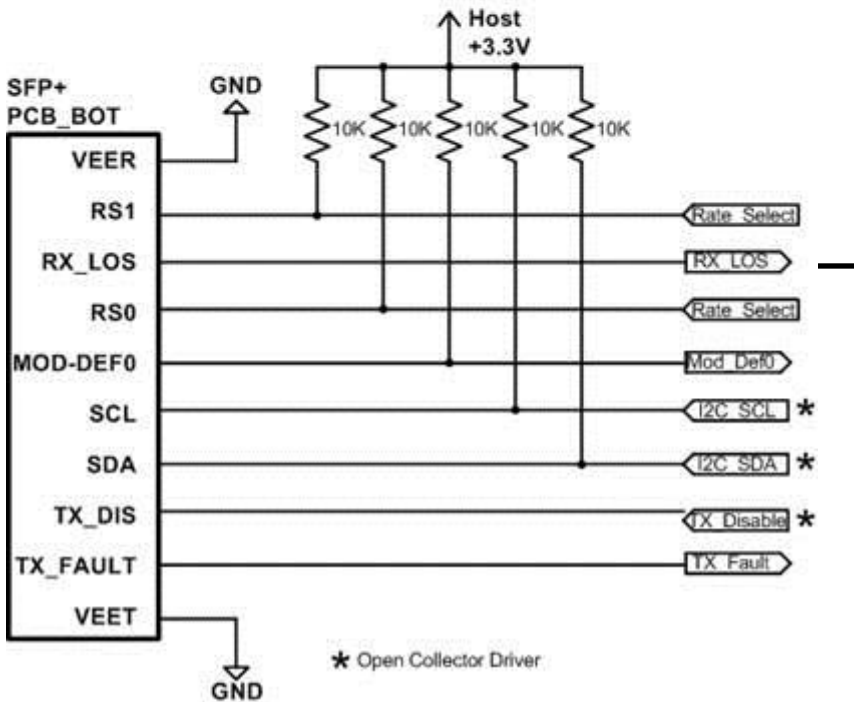 Host
+3.3V
SFP+
PCB_BOT
GND
10K 10K 10K 10K 10K
VEER
RS1 Rate_Select
RX_LOS RX_LOS
RS0 Rate_Select
MOD-DEF0 Mod_Def0
SCL I2C_SCL *
SDA I2C_SDA *
TX_DIS TX_Disable *
TX_FAULT TX_Fault
VEET
* Open Collector Driver
GND